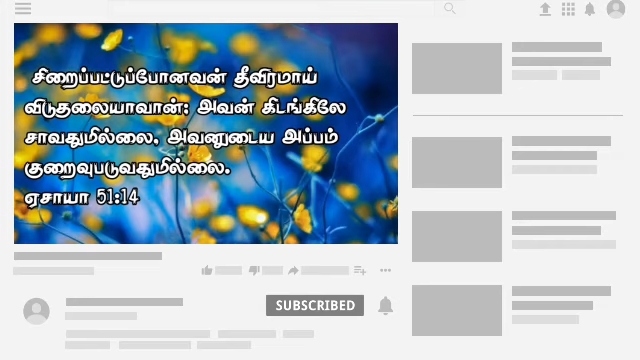 சிறைப்பட்டுப்போனவன் தீவிரமாய்
விடுதலையாவான்; அவன் கிடங்கிலே
சாவதுமில்லை, அவனுடைய அப்பம்
குறைவுபடுவதுமில்லை.
ஏசாயா 51:14
SUBSCRIBED